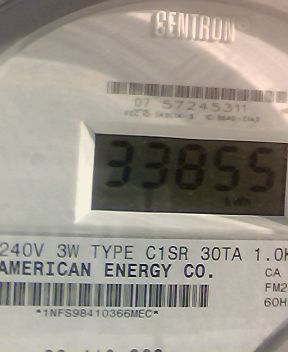 CENTRON
07 57245311
33855
kWh
240V 3W TYPE C1SR 30TA 1.0K
AMERICAN ENERGY CO.
CA
FM2
60H
*1NFS98410366MEC*